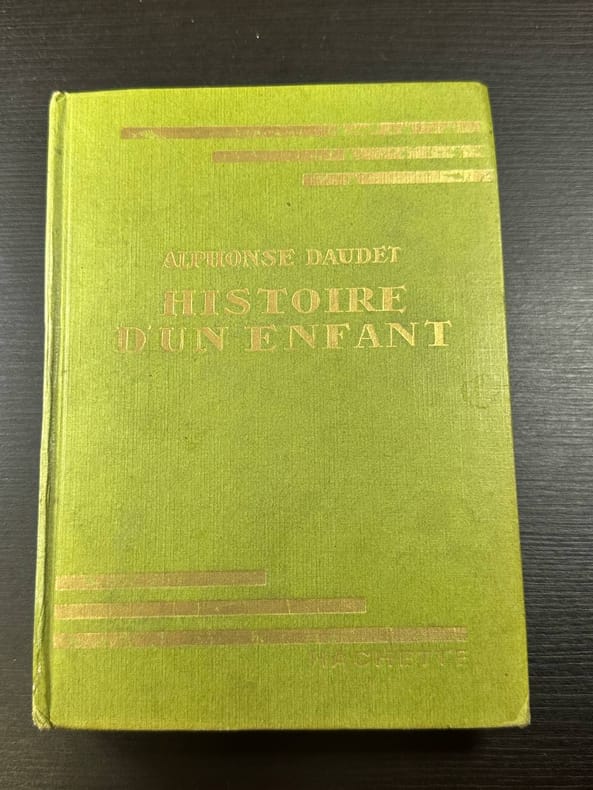 ALPHONSE DAUDET
HISTOIRE
D'UN ENFANT
HACHETTE